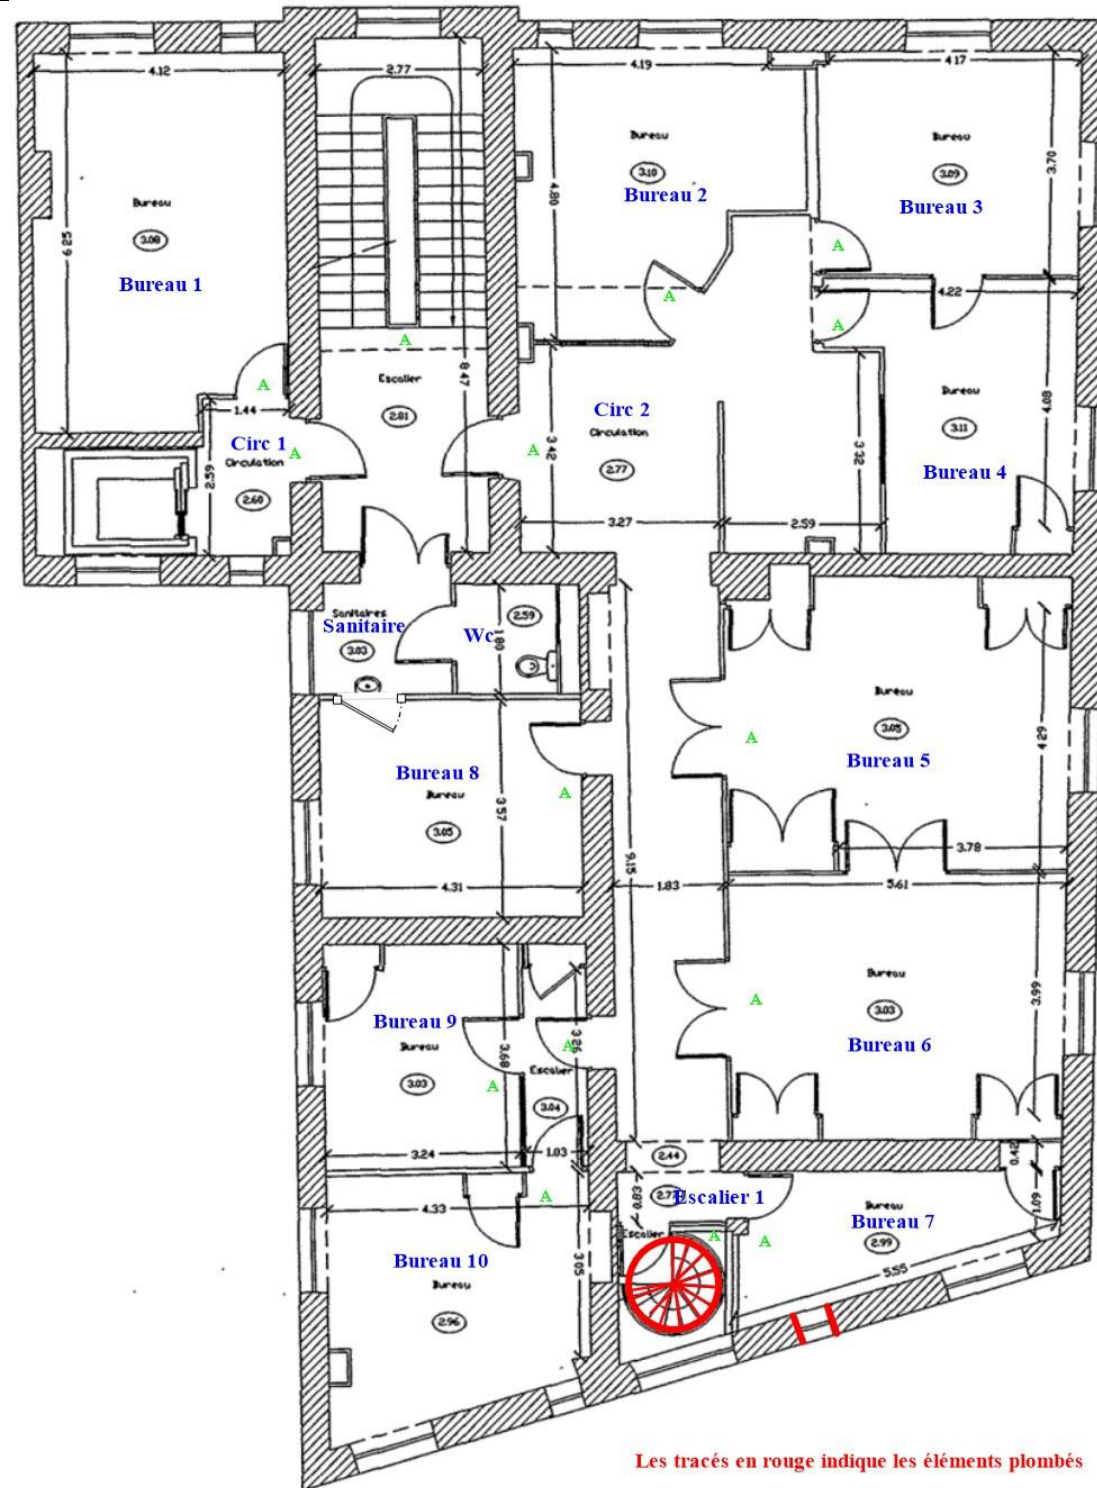 4.12
2.77
4.19
4.17
Bureau
3.10
Bureau 2
Bureau
3.09
Bureau 3
3.70
4.80
Bureau
3.08
Bureau 1
6.25
A
A
A
4.22
A
A
8.47
Escalier
2.81
1.44
Circ 1
Circulation
2.60
2.59
A
A
Circ 2
Circulation
2.77
3.42
3.32
Bureau
3.11
Bureau 4
4.08
3.27
2.59
Sanitaires
Sanitaire
3.03
Wc
2.59
1.80
Bureau
3.05
Bureau 5
A
4.29
Bureau 8
Bureau
3.05
A
3.57
4.31
9.15
1.83
3.78
5.61
Bureau
3.03
Bureau 6
A
3.99
Bureau 9
Bureau
3.03
A
3.68
A
3.26
Escalier
3.04
3.24
1.03
2.44
0.42
A
4.33
0.83
Escalier 1
Escalier
A
A
Bureau
Bureau 7
2.99
1.09
5.55
Bureau 10
Bureau
2.96
3.05
Les tracés en rouge indique les éléments plombés